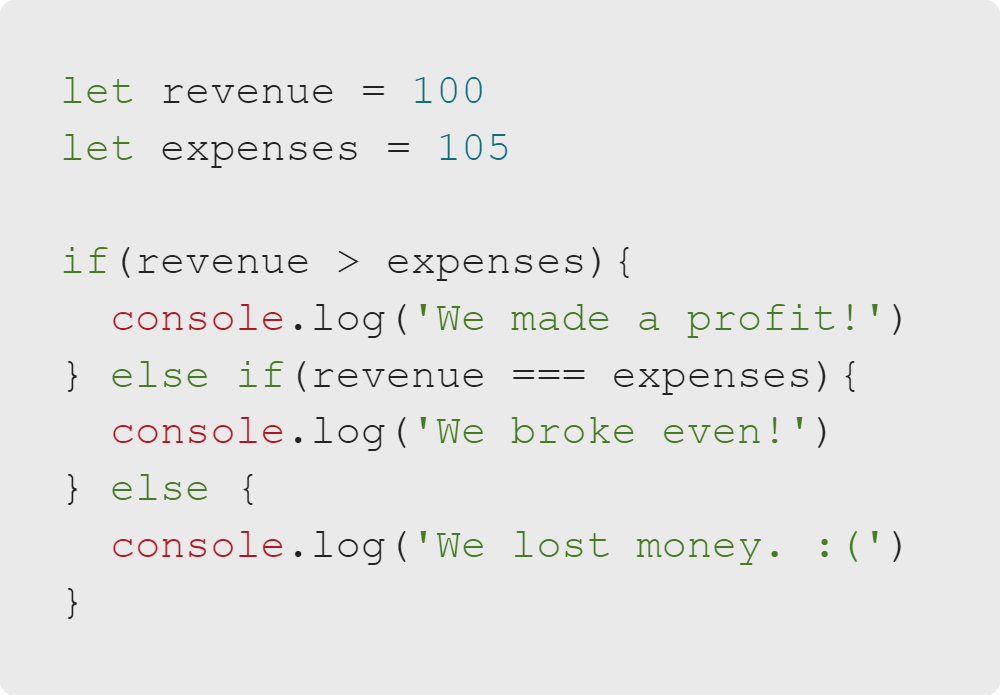 let revenue = 100
let expenses = 105

if(revenue > expenses){
  console.log('We made a profit!')
} else if(revenue === expenses){
  console.log('We broke even!')
} else {
  console.log('We lost money. :(')
}